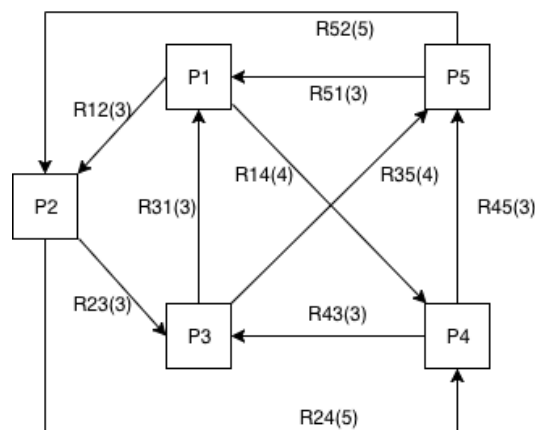 R52(5)
P1
P5
R51(3)
R12(3)
R14(4)
R35(4)
P2
R31(3)
R45(3)
R23(3)
R43(3)
P3
P4
R24(5)